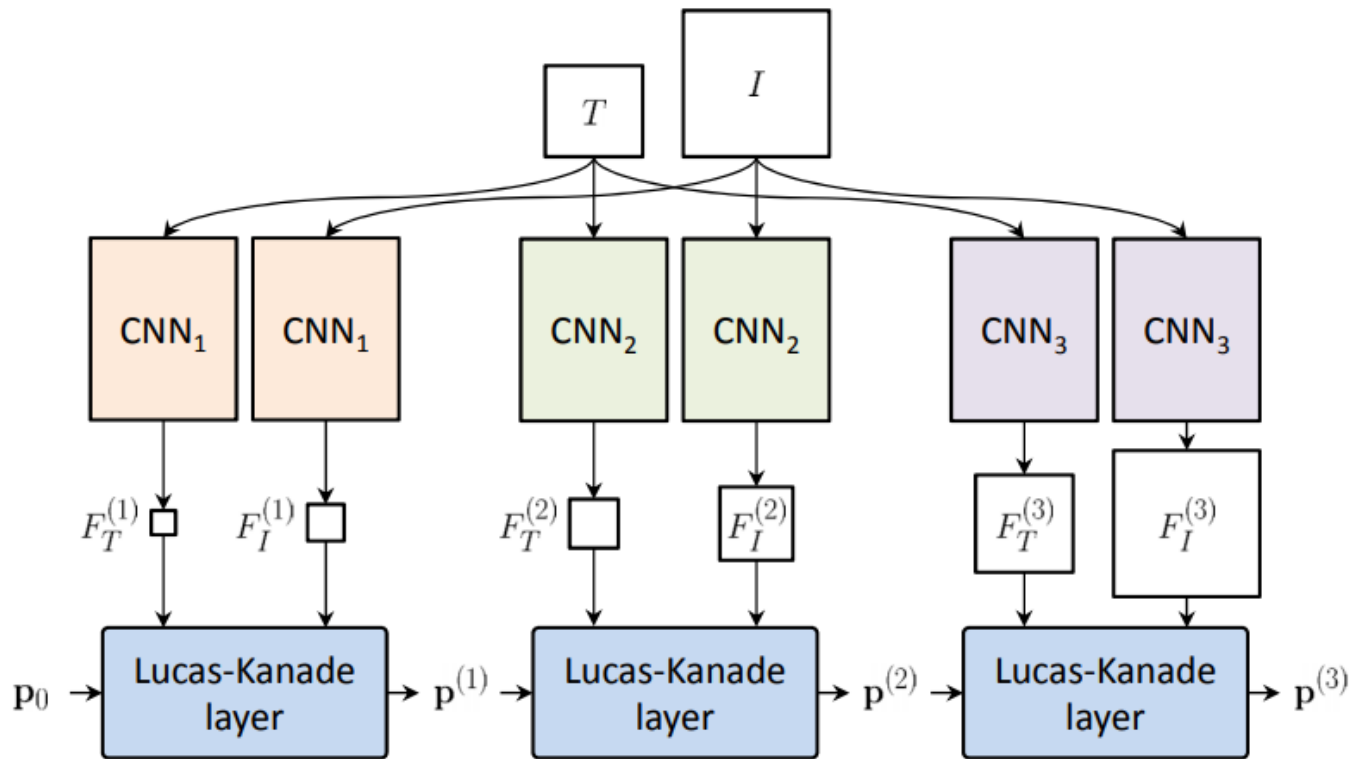 T
I
CNN₁ CNN₁ CNN₂ CNN₂ CNN₃ CNN₃
F_T^{(1)} F_I^{(1)} F_T^{(2)} F_I^{(2)} F_T^{(3)} F_I^{(3)}
p₀
Lucas-Kanade
layer
p^{(1)}
Lucas-Kanade
layer
p^{(2)}
Lucas-Kanade
layer
p^{(3)}